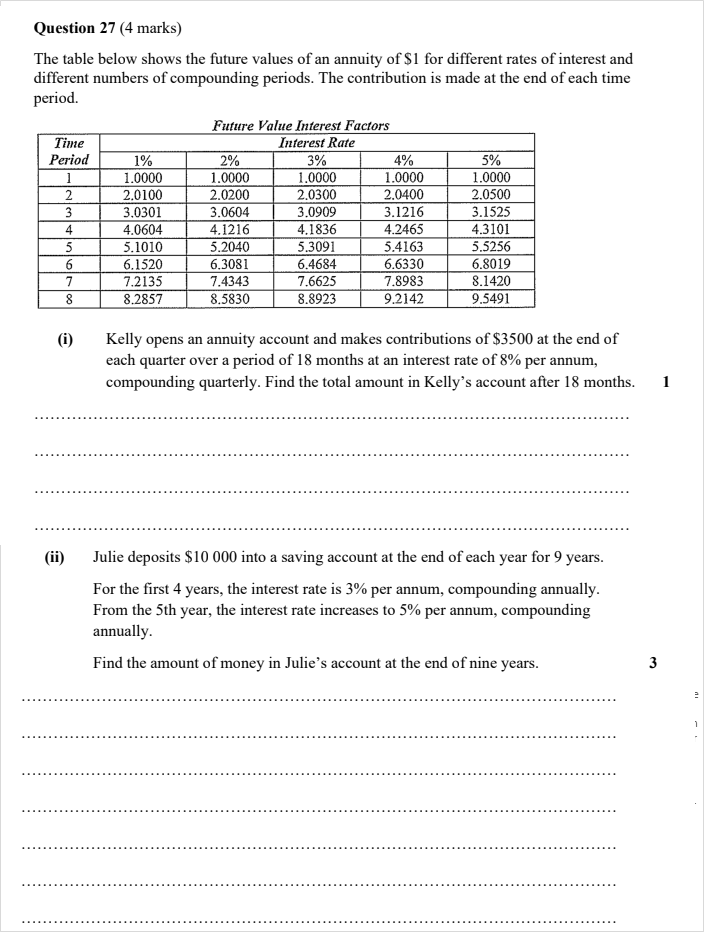 Question 27 (4 marks)
The table below shows the future values of an annuity of $1 for different rates of interest and
different numbers of compounding periods. The contribution is made at the end of each time
period.
Future Value Interest Factors
Time Interest Rate
Period 1% 2% 3% 4% 5%
1 1.0000 1.0000 1.0000 1.0000 1.0000
2 2.0100 2.0200 2.0300 2.0400 2.0500
3 3.0301 3.0604 3.0909 3.1216 3.1525
4 4.0604 4.1216 4.1836 4.2465 4.3101
5 5.1010 5.2040 5.3091 5.4163 5.5256
6 6.1520 6.3081 6.4684 6.6330 6.8019
7 7.2135 7.4343 7.6625 7.8983 8.1420
8 8.2857 8.5830 8.8923 9.2142 9.5491
(i) Kelly opens an annuity account and makes contributions of $3500 at the end of
each quarter over a period of 18 months at an interest rate of 8% per annum,
compounding quarterly. Find the total amount in Kelly's account after 18 months. 1
(ii) Julie deposits $10 000 into a saving account at the end of each year for 9 years.
For the first 4 years, the interest rate is 3% per annum, compounding annually.
From the 5th year, the interest rate increases to 5% per annum, compounding
annually.
Find the amount of money in Julie's account at the end of nine years. 3